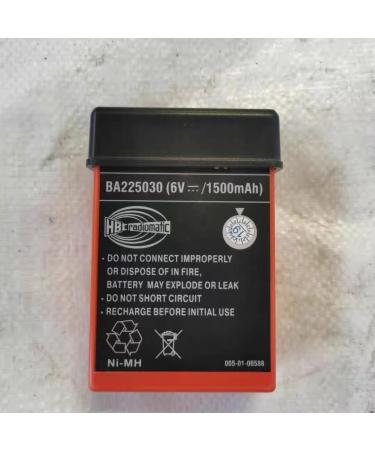 BA225030 (6V ⎓/1500mAh)
HBC radiomatic
• DO NOT CONNECT IMPROPERLY
OR DISPOSE OF IN FIRE,
BATTERY MAY EXPLODE OR LEAK
• DO NOT SHORT CIRCUIT
• RECHARGE BEFORE INITIAL USE
Ni-MH
005-01-00588